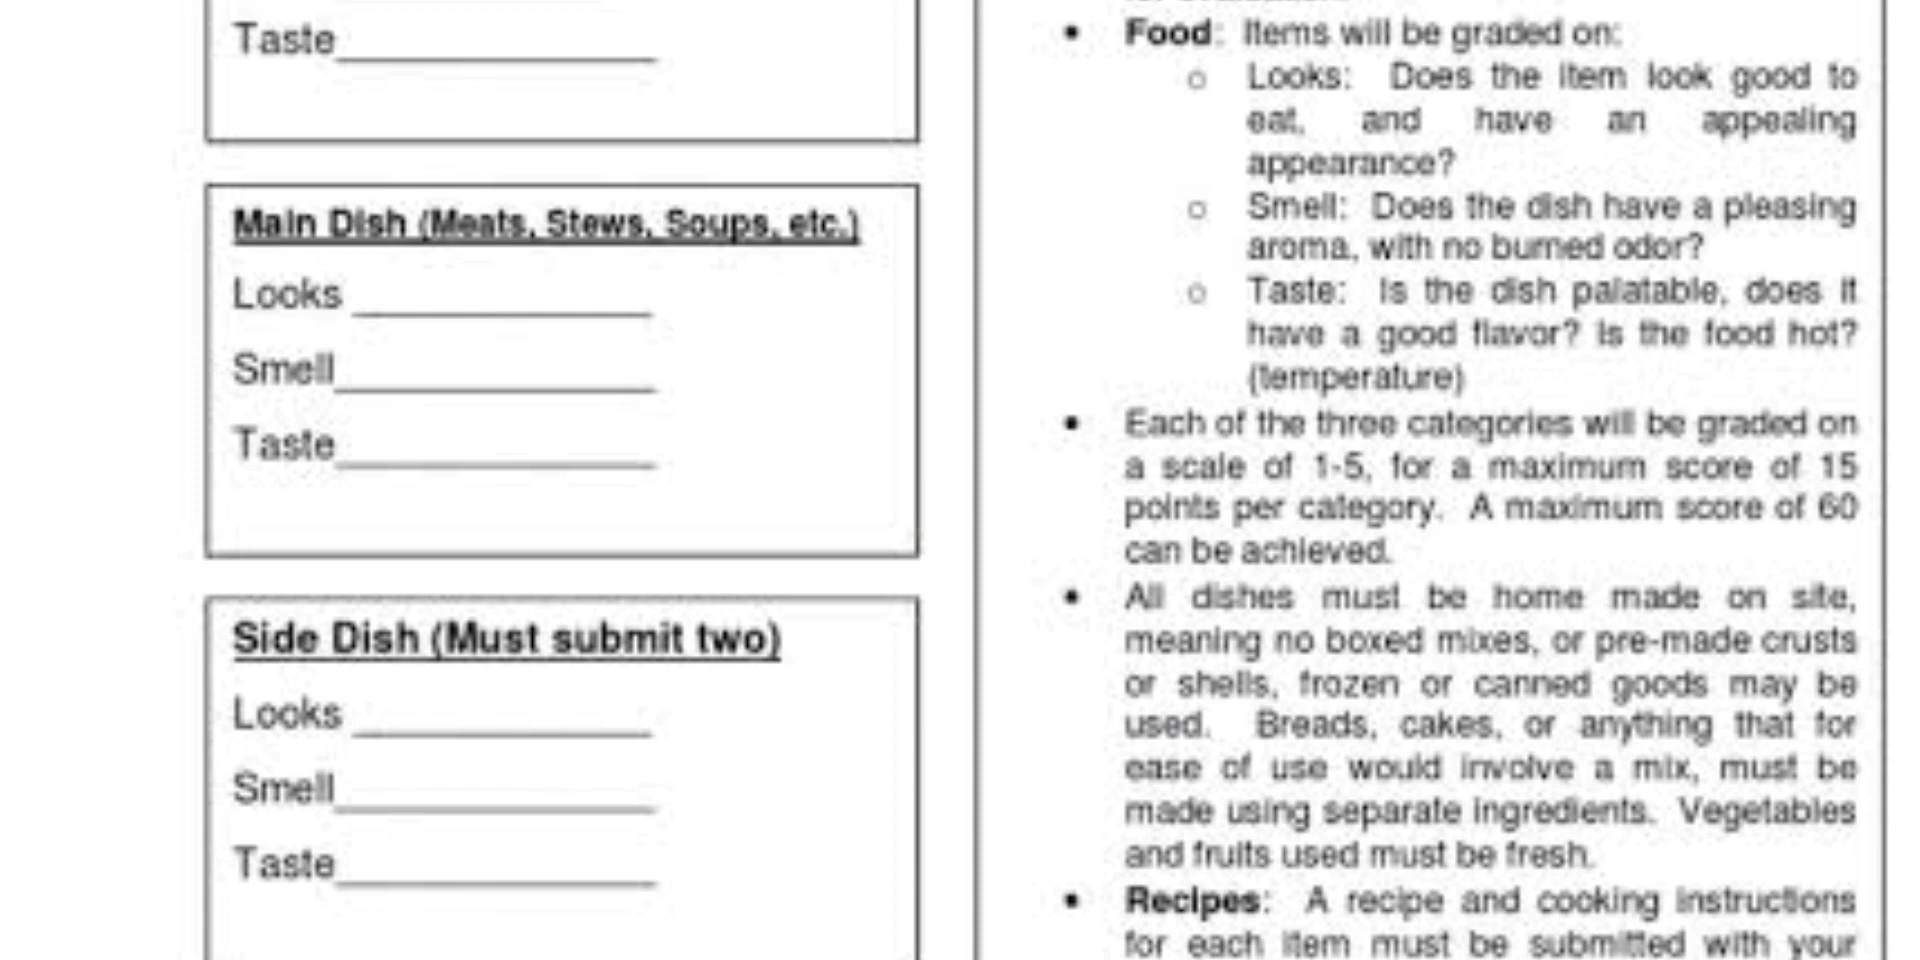 Taste
Main Dish (Meats, Stews, Soups, etc.)
Looks
Smell
Taste
Side Dish (Must submit two)
Looks
Smell
Taste
• Food: Items will be graded on:
o Looks: Does the item look good to
eat, and have an appealing
appearance?
o Smell: Does the dish have a pleasing
aroma, with no burned odor?
o Taste: Is the dish palatable, does it
have a good flavor? Is the food hot?
(temperature)
• Each of the three categories will be graded on
a scale of 1-5, for a maximum score of 15
points per category. A maximum score of 60
can be achieved.
• All dishes must be home made on site,
meaning no boxed mixes, or pre-made crusts
or shells, frozen or canned goods may be
used. Breads, cakes, or anything that for
ease of use would involve a mix, must be
made using separate ingredients. Vegetables
and fruits used must be fresh.
• Recipes: A recipe and cooking instructions
for each item must be submitted with your